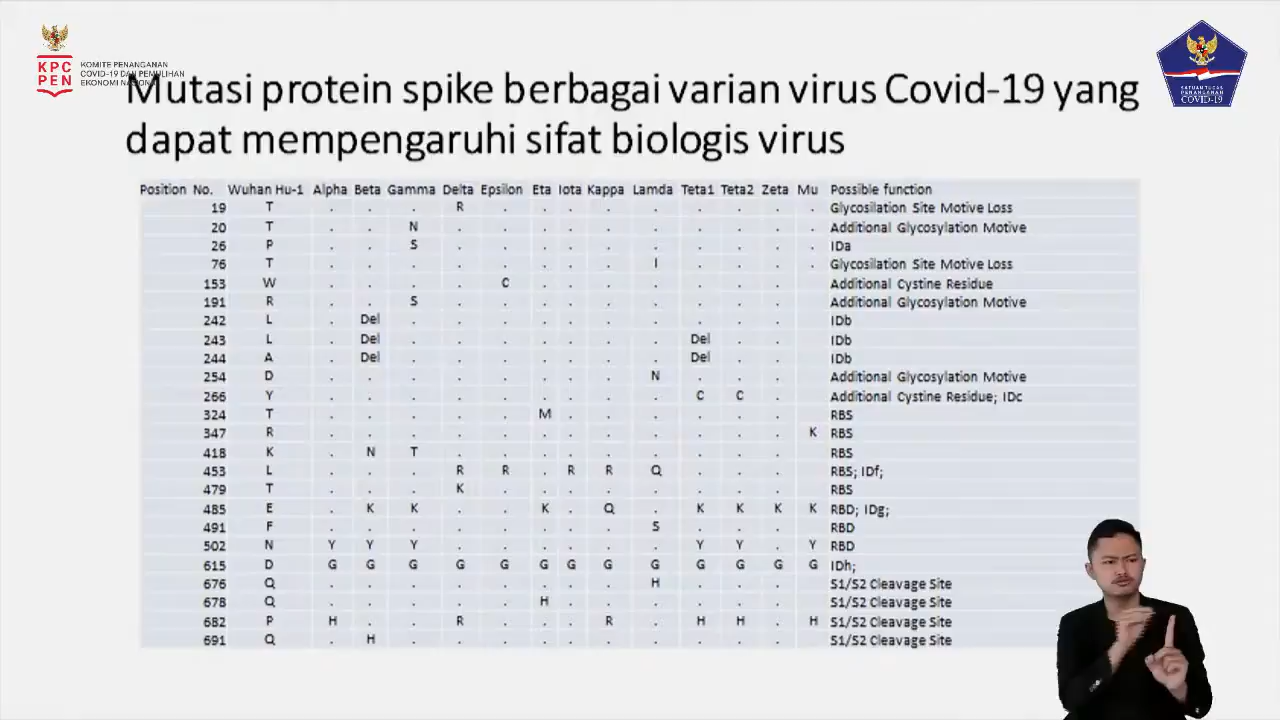 KPC PEN
KOMITE PENANGANAN
COVID-19 DAN PEMULIHAN
EKONOMI NASIONAL
SATUAN TUGAS
PENANGANAN
COVID-19
Mutasi protein spike berbagai varian virus Covid-19 yang
dapat mempengaruhi sifat biologis virus
Position No. Wuhan Hu-1 Alpha Beta Gamma Delta Epsilon Eta Iota Kappa Lamda Teta1 Teta2 Zeta Mu Possible function
19 T . . . R . . . . . . . . . Glycosilation Site Motive Loss
20 T . . N . . . . . . . . . . Additional Glycosylation Motive
26 P . . S . . . . . . . . . . IDa
76 T . . . . . . . . I . . . . Glycosilation Site Motive Loss
153 W . . . . C . . . . . . . Additional Cystine Residue
191 R . . S . . . . . . . . . Additional Glycosylation Motive
242 L . Del . . . . . . . . . . IDb
243 L . Del . . . . . . . Del . . IDb
244 A . Del . . . . . . . Del . . IDb
254 D . . . . . . . . N . . . Additional Glycosylation Motive
266 Y . . . . . . . . . C C . Additional Cystine Residue; IDc
324 T . . . . . M . . . . . . RBS
347 R . . . . . . . . . . . . K RBS
418 K . N T . . . . . . . . . RBS
453 L . . . R R . R R Q . . . RBS; IDf;
479 T . . . K . . . . . . . . RBS
485 E . K K . . K . Q . K K K K RBD; IDg;
491 F . . . . . . . . S . . . RBD
502 N Y Y Y . . . . . . Y Y . Y RBD
615 D G G G G G G G G G G G G G IDh;
676 Q . . . . . . . . H . . . S1/S2 Cleavage Site
678 Q . . . . . H . . . . . . S1/S2 Cleavage Site
682 P H . . R . . . R . H H . H S1/S2 Cleavage Site
691 Q . H . . . . . . . . . . S1/S2 Cleavage Site